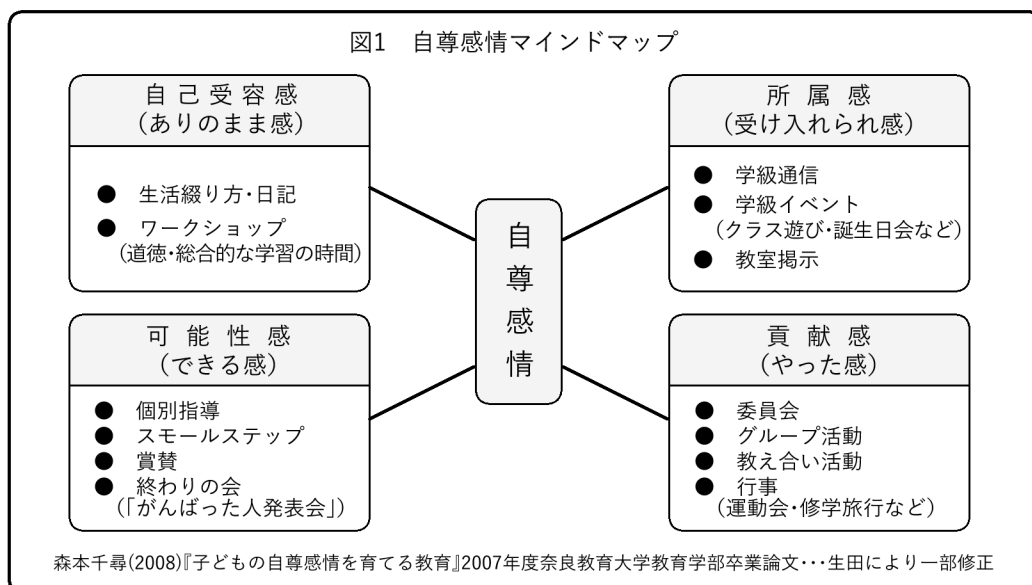 図1　自尊感情マインドマップ
自己受容感
(ありのまま感)
● 生活綴り方・日記
● ワークショップ
(道徳・総合的な学習の時間)
所属感
(受け入れられ感)
● 学級通信
● 学級イベント
(クラス遊び・誕生日会など)
● 教室掲示
自尊感情
可能性感
(できる感)
● 個別指導
● スモールステップ
● 賞賛
● 終わりの会
(「がんばった人発表会」)
貢献感
(やった感)
● 委員会
● グループ活動
● 教え合い活動
● 行事
(運動会・修学旅行など)
森本千尋(2008)『子どもの自尊感情を育てる教育』2007年度奈良教育大学教育学部卒業論文・・・生田により一部修正